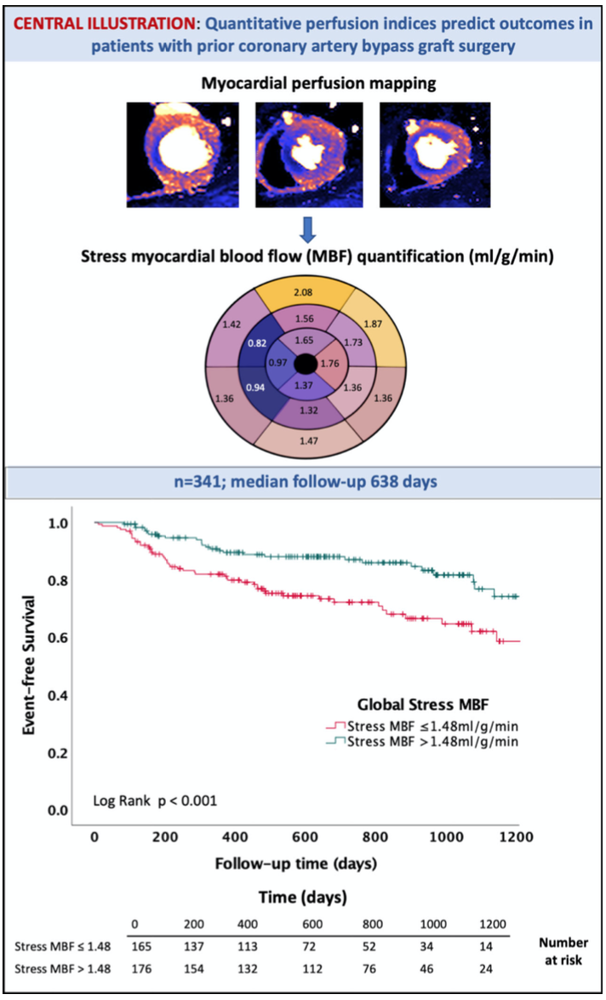 CENTRAL ILLUSTRATION: Quantitative perfusion indices predict outcomes in
patients with prior coronary artery bypass graft surgery
Myocardial perfusion mapping
Stress myocardial blood flow (MBF) quantification (ml/g/min)
2.08
1.42
1.56
1.87
0.82
1.65
1.73
0.97
1.76
0.94
1.37
1.36
1.36
1.32
1.36
1.47
n=341; median follow-up 638 days
Event-free Survival
1.0
0.8
0.6
0.4
0.2
0.0
Global Stress MBF
Stress MBF ≤1.48ml/g/min
Stress MBF >1.48ml/g/min
Log Rank p < 0.001
0 200 400 600 800 1000 1200
Follow-up time (days)
Time (days)
0 200 400 600 800 1000 1200
Stress MBF ≤ 1.48 165 137 113 72 52 34 14
Stress MBF > 1.48 176 154 132 112 76 46 24
Number
at risk